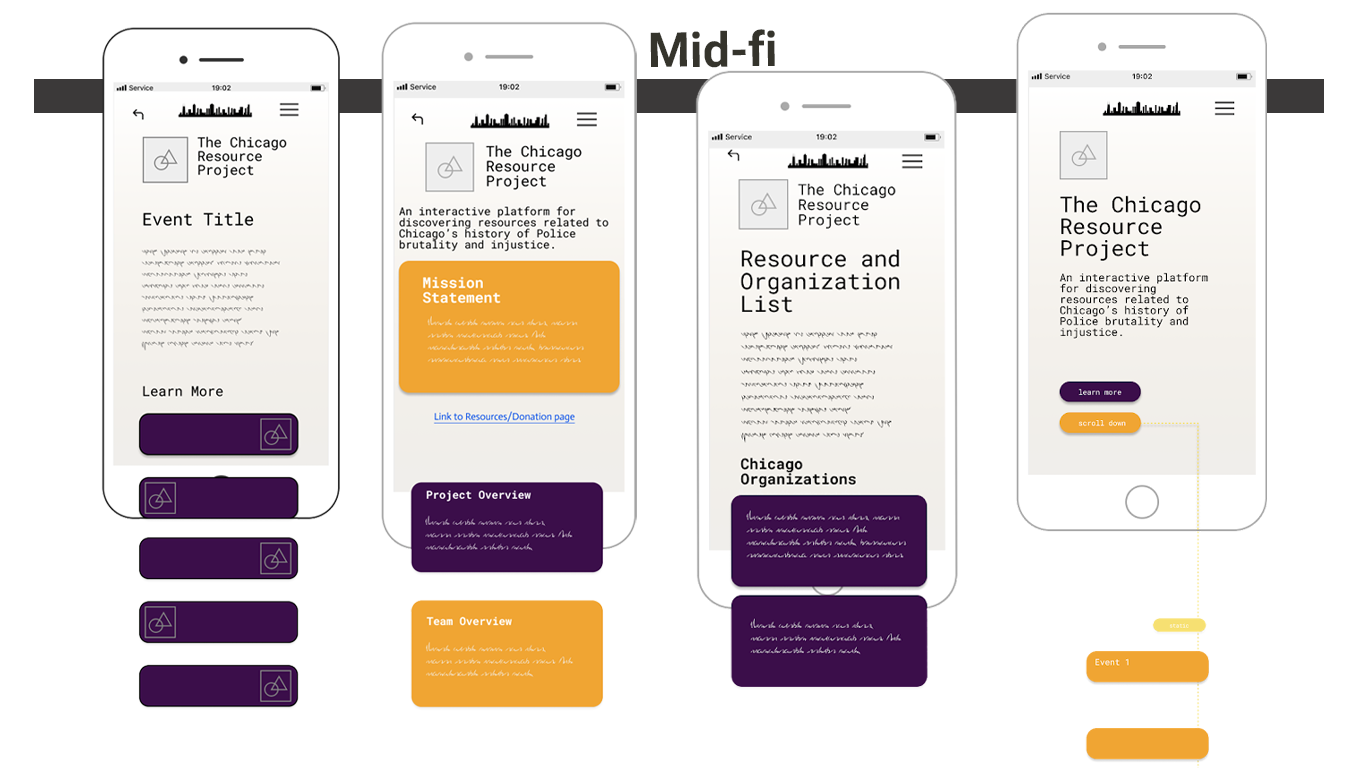 Mid-fi
Service 19:02
The Chicago
Resource
Project
Event Title
Learn More
Service 19:02
The Chicago
Resource
Project
An interactive platform for
discovering resources related to
Chicago's history of Police
brutality and injustice.
Mission
Statement
Link to Resources/Donation page
Project Overview
Team Overview
Service 19:02
The Chicago
Resource
Project
Resource and
Organization
List
Chicago
Organizations
Service 19:02
The Chicago
Resource
Project
An interactive platform
for discovering
resources related to
Chicago's history of
Police brutality and
injustice.
learn more
scroll down
Event 1